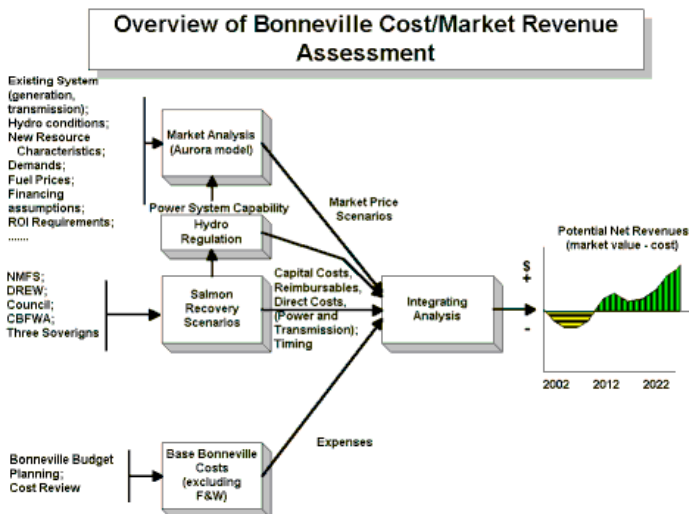 Overview of Bonneville Cost/Market Revenue
Assessment
Existing System
(generation,
transmission);
Hydro conditions;
New Resource
Characteristics;
Demands;
Fuel Prices;
Financing
assumptions;
ROI Requirements;
.......
Market Analysis
(Aurora model)
Power System Capability
Hydro
Regulation
Market Price
Scenarios
NMFS;
DREW;
Council;
CBFWA;
Three Soverigns
Salmon
Recovery
Scenarios
Capital Costs,
Reimbursables,
Direct Costs,
(Power and
Transmission);
Timing
Integrating
Analysis
Potential Net Revenues
(market value - cost)
$
+
-
2002 2012 2022
Expenses
Bonneville Budget
Planning;
Cost Review
Base Bonneville
Costs
(excluding
F&W)